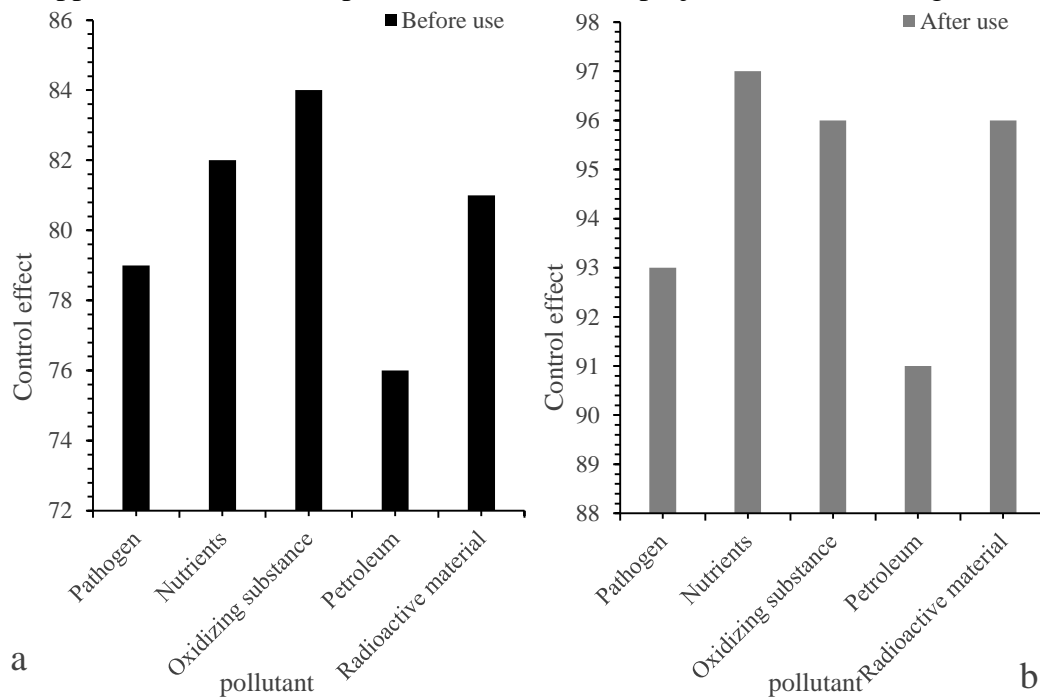 Before use
86
84
82
80
78
76
74
72
Control effect
Pathogen
Nutrients
Oxidizing substance
Petroleum
Radioactive material
pollutant
a
After use
98
97
96
95
94
93
92
91
90
89
88
Control effect
Pathogen
Nutrients
Oxidizing substance
Petroleum
Radioactive material
pollutant
b